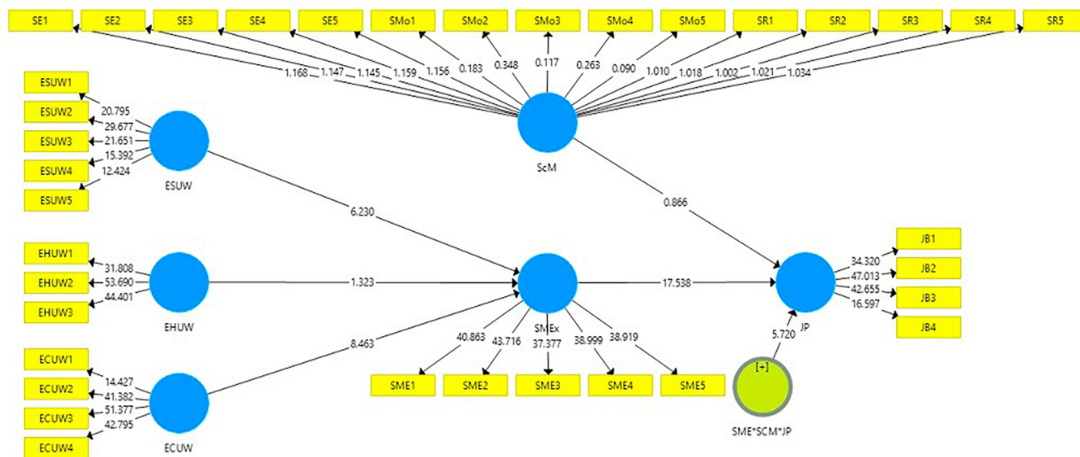 SE1 SE2 SE3 SE4 SE5 SMo1 SMo2 SMo3 SMo4 SMo5 SR1 SR2 SR3 SR4 SR5
1.168 1.147 1.145 1.159 1.156 0.183 0.348 0.117 0.263 0.090 1.010 1.018 1.002 1.021 1.034
ScM
ESUW1
20.795
ESUW2
29.677
ESUW3
21.651
ESUW4
15.392
ESUW5
12.424
ESUW
6.230
0.866
EHUW1
31.808
EHUW2
53.690
EHUW3
44.401
EHUW
1.323
SMEx
17.538
JP
JB1
34.320
JB2
47.013
JB3
42.655
JB4
16.597
5.720
8.463
40.863 43.716 37.377 38.999 38.919
SME1 SME2 SME3 SME4 SME5
[+]
SME*SCM*JP
ECUW1
14.427
ECUW2
41.382
ECUW3
51.377
ECUW4
42.795
ECUW